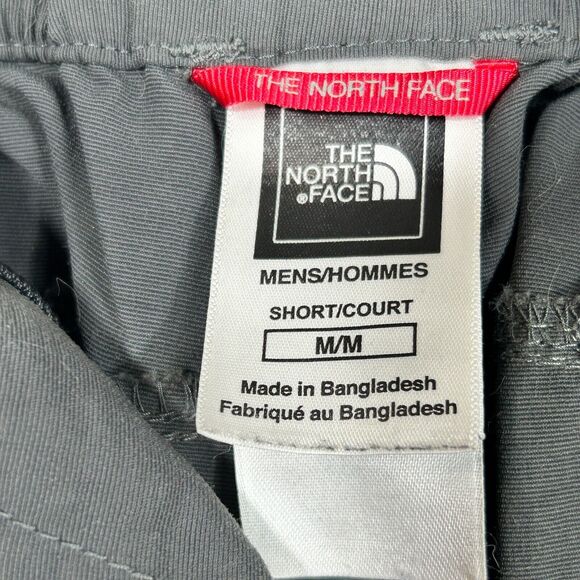 THE NORTH FACE
THE
NORTH
®FACE
MENS/HOMMES
SHORT/COURT
M/M
Made in Bangladesh
Fabriqué au Bangladesh